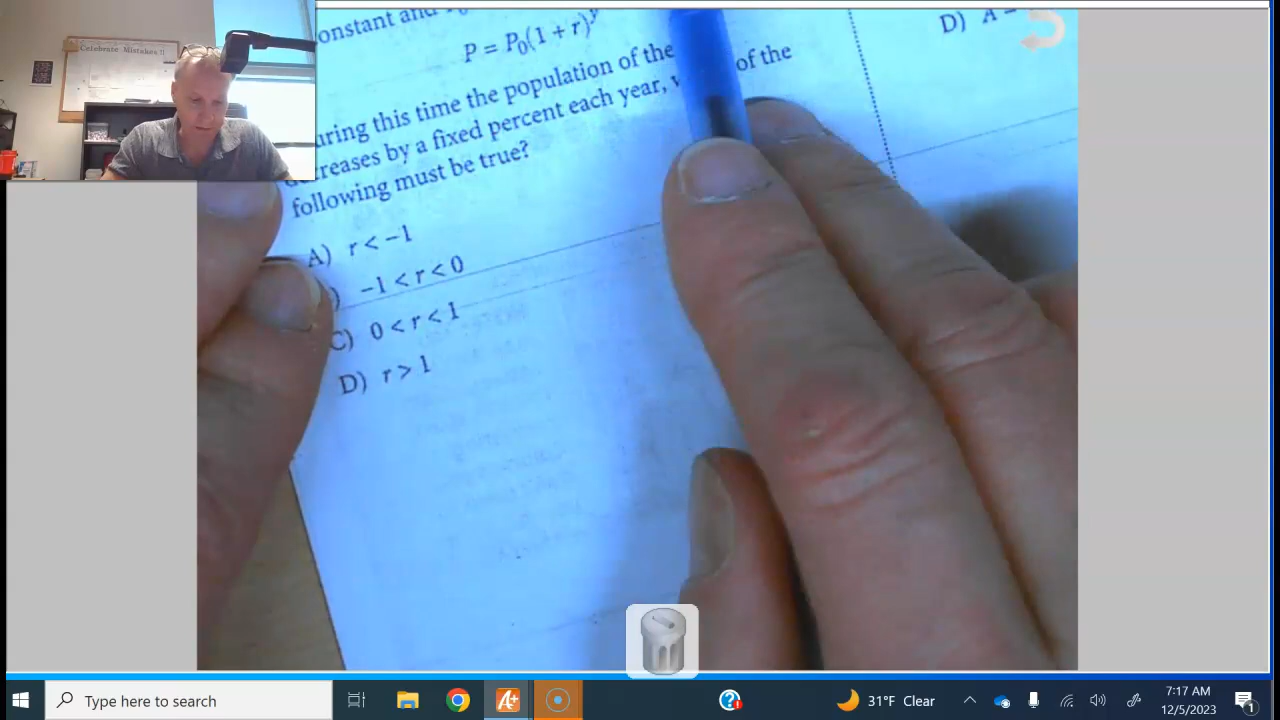 Celebrate Mistakes !!
onstant and
P = P₀(1 + r)ʸ
uring this time the population of the
reases by a fixed percent each year, of the
following must be true?
A) r < −1
) −1 < r < 0
C) 0 < r < 1
D) r > 1
D) A =
Type here to search
31°F Clear
7:17 AM
12/5/2023
1